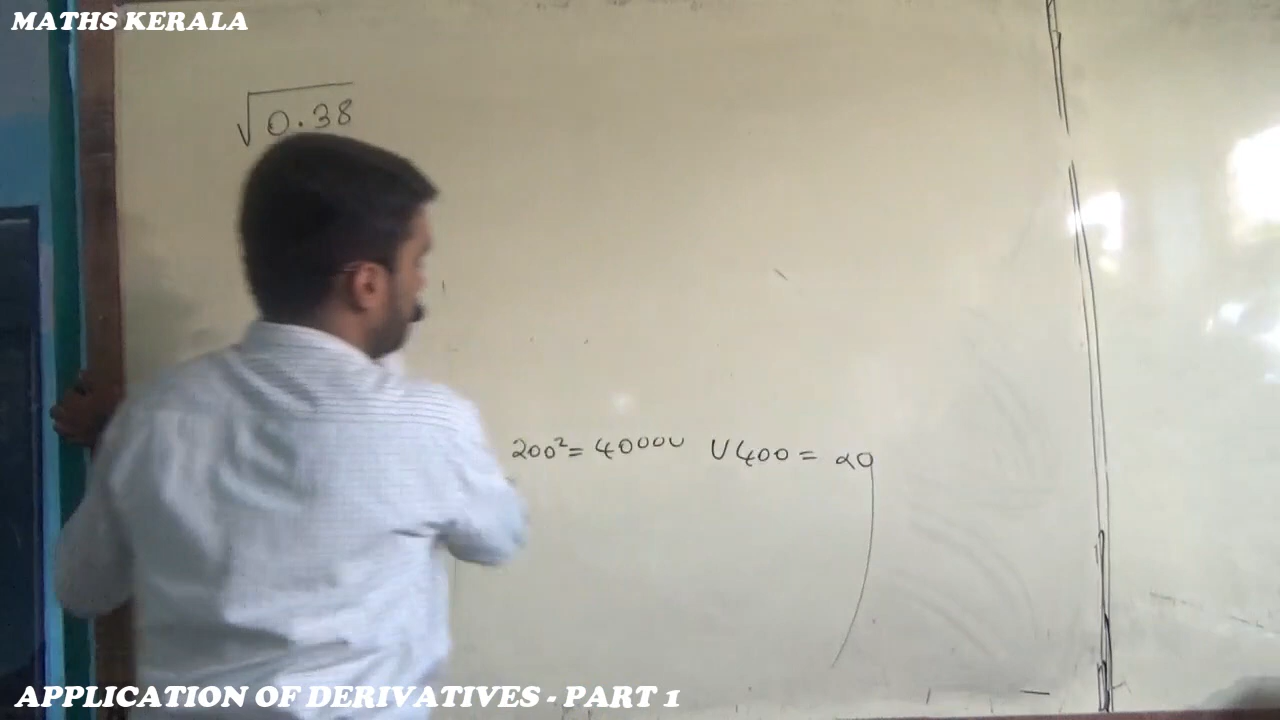 MATHS KERALA
√0.38
200²= 40000 √400 = 20
APPLICATION OF DERIVATIVES - PART 1